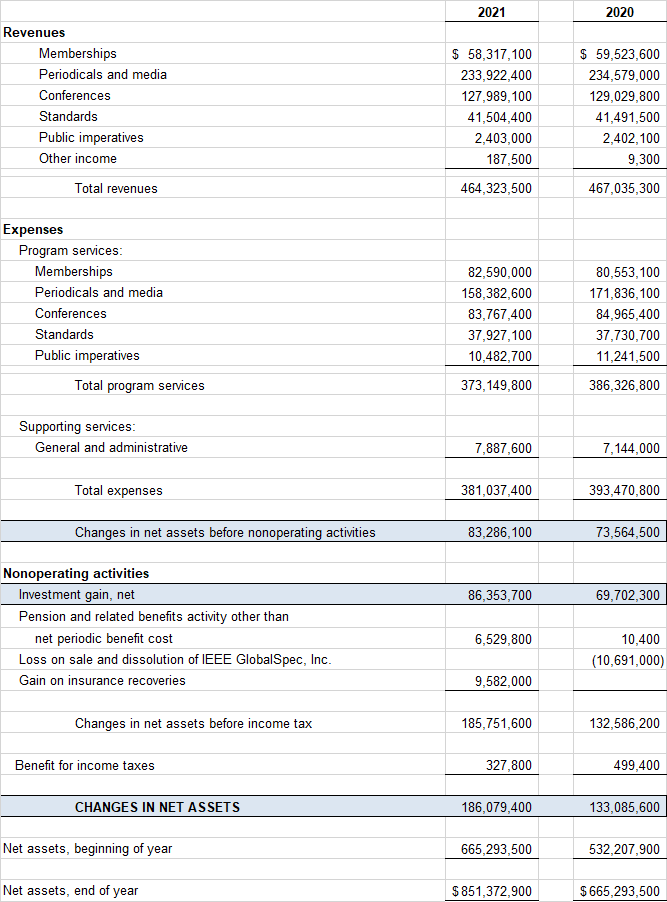 2021 2020
Revenues
Memberships $ 58,317,100 $ 59,523,600
Periodicals and media 233,922,400 234,579,000
Conferences 127,989,100 129,029,800
Standards 41,504,400 41,491,500
Public imperatives 2,403,000 2,402,100
Other income 187,500 9,300
Total revenues 464,323,500 467,035,300
Expenses
Program services:
Memberships 82,590,000 80,553,100
Periodicals and media 158,382,600 171,836,100
Conferences 83,767,400 84,965,400
Standards 37,927,100 37,730,700
Public imperatives 10,482,700 11,241,500
Total program services 373,149,800 386,326,800
Supporting services:
General and administrative 7,887,600 7,144,000
Total expenses 381,037,400 393,470,800
Changes in net assets before nonoperating activities 83,286,100 73,564,500
Nonoperating activities
Investment gain, net 86,353,700 69,702,300
Pension and related benefits activity other than
net periodic benefit cost 6,529,800 10,400
Loss on sale and dissolution of IEEE GlobalSpec, Inc. (10,691,000)
Gain on insurance recoveries 9,582,000
Changes in net assets before income tax 185,751,600 132,586,200
Benefit for income taxes 327,800 499,400
CHANGES IN NET ASSETS 186,079,400 133,085,600
Net assets, beginning of year 665,293,500 532,207,900
Net assets, end of year $851,372,900 $665,293,500